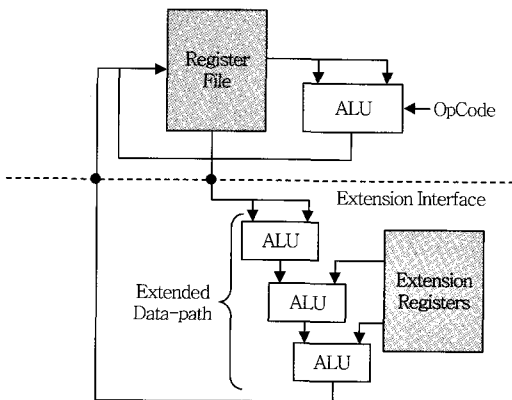 Register
File
ALU
OpCode
Extension Interface
ALU
Extended
Data-path
ALU
Extension
Registers
ALU